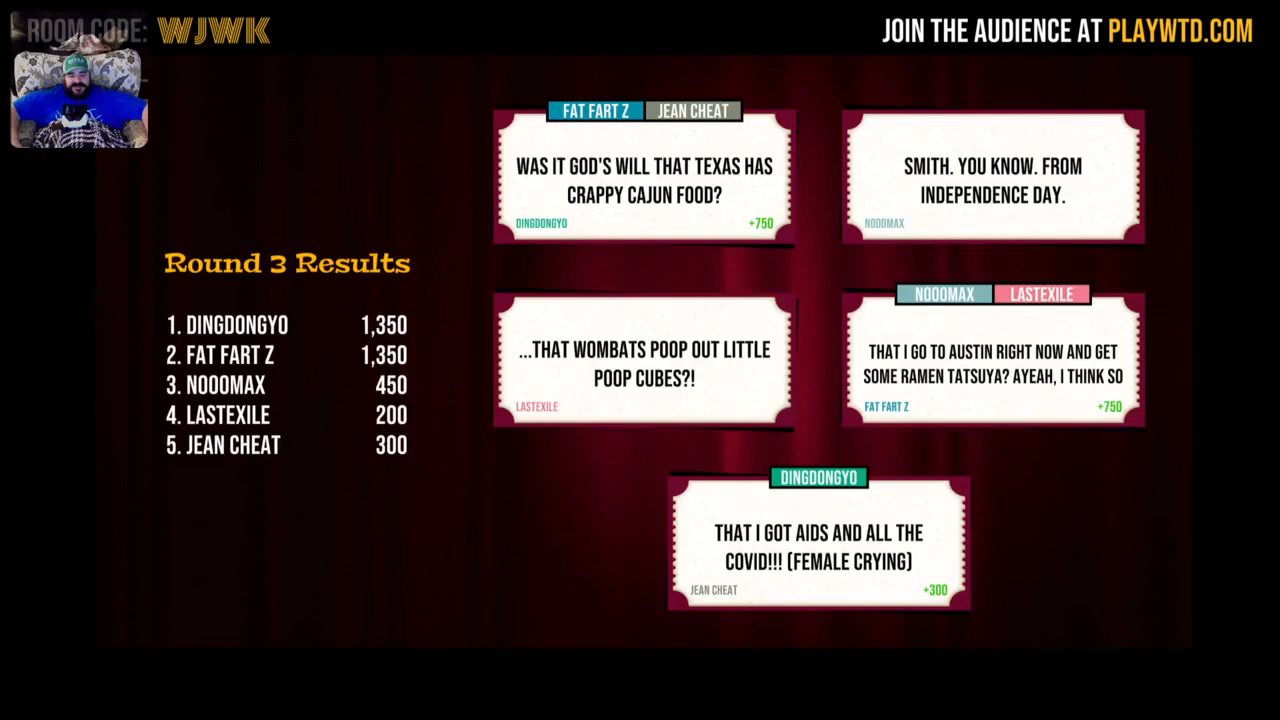 ROOM CODE: WJWK
JOIN THE AUDIENCE AT PLAYWTD.COM
Round 3 Results
1. DINGDONGYO 1,350
2. FAT FART Z 1,350
3. NOOOMAX 450
4. LASTEXILE 200
5. JEAN CHEAT 300
FAT FART Z JEAN CHEAT
WAS IT GOD'S WILL THAT TEXAS HAS
CRAPPY CAJUN FOOD?
DINGDONGYO +750
SMITH. YOU KNOW. FROM
INDEPENDENCE DAY.
NOOOMAX
...THAT WOMBATS POOP OUT LITTLE
POOP CUBES?!
LASTEXILE
NOOOMAX LASTEXILE
THAT I GO TO AUSTIN RIGHT NOW AND GET
SOME RAMEN TATSUYA? AYEAH, I THINK SO
FAT FART Z +750
DINGDONGYO
THAT I GOT AIDS AND ALL THE
COVID!!! (FEMALE CRYING)
JEAN CHEAT +300